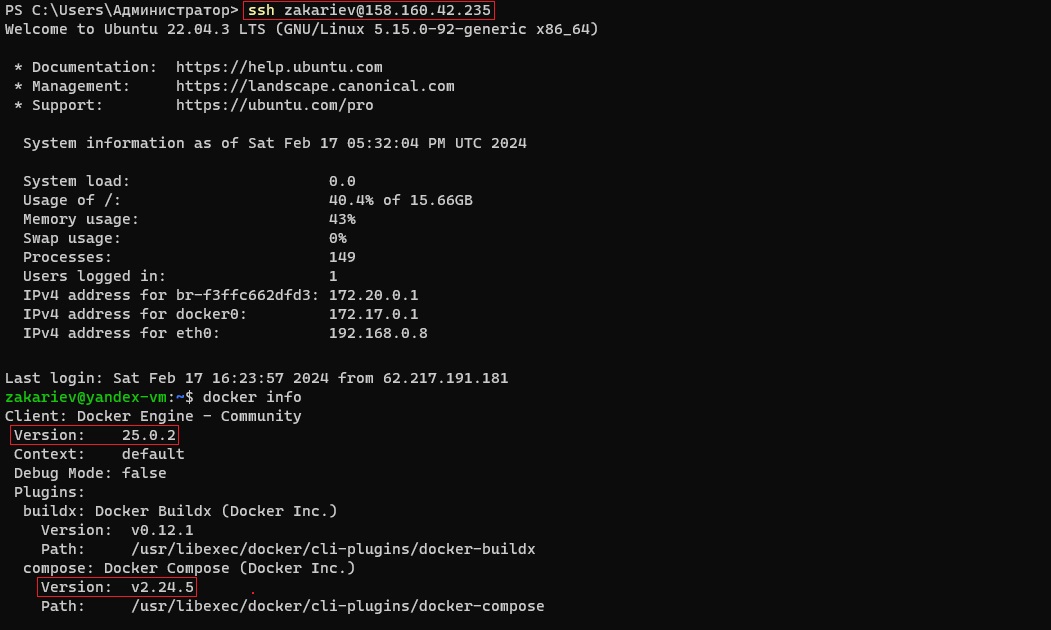 PS C:\Users\Администратор> ssh zakariev@158.160.42.235
Welcome to Ubuntu 22.04.3 LTS (GNU/Linux 5.15.0-92-generic x86_64)
* Documentation:  https://help.ubuntu.com
* Management:     https://landscape.canonical.com
* Support:        https://ubuntu.com/pro
System information as of Sat Feb 17 05:32:04 PM UTC 2024
System load:                      0.0
Usage of /:                       40.4% of 15.66GB
Memory usage:                     43%
Swap usage:                       0%
Processes:                        149
Users logged in:                  1
IPv4 address for br-f3ffc662dfd3: 172.20.0.1
IPv4 address for docker0:         172.17.0.1
IPv4 address for eth0:            192.168.0.8
Last login: Sat Feb 17 16:23:57 2024 from 62.217.191.181
zakariev@yandex-vm:~$ docker info
Client: Docker Engine - Community
Version:    25.0.2
Context:    default
Debug Mode: false
Plugins:
buildx: Docker Buildx (Docker Inc.)
Version:  v0.12.1
Path:     /usr/libexec/docker/cli-plugins/docker-buildx
compose: Docker Compose (Docker Inc.)
Version:  v2.24.5
Path:     /usr/libexec/docker/cli-plugins/docker-compose